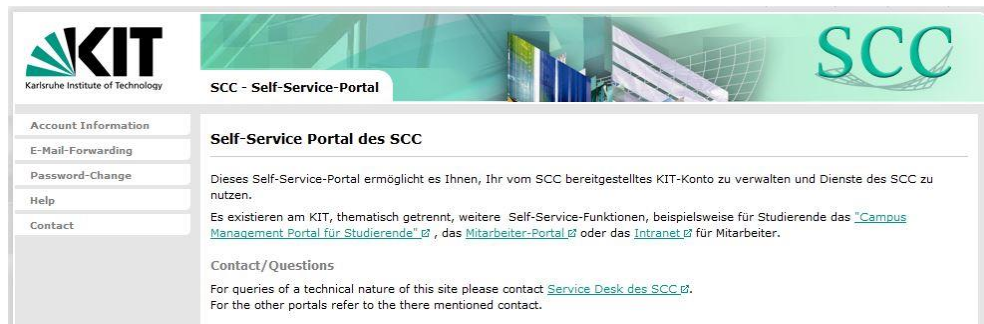 KIT
Karlsruhe Institute of Technology
SCC
SCC - Self-Service-Portal
Account Information
E-Mail-Forwarding
Password-Change
Help
Contact
Self-Service Portal des SCC
Dieses Self-Service-Portal ermöglicht es Ihnen, Ihr vom SCC bereitgestelltes KIT-Konto zu verwalten und Dienste des SCC zu
nutzen.
Es existieren am KIT, thematisch getrennt, weitere Self-Service-Funktionen, beispielsweise für Studierende das "Campus
Management Portal für Studierende" , das Mitarbeiter-Portal oder das Intranet für Mitarbeiter.
Contact/Questions
For queries of a technical nature of this site please contact Service Desk des SCC.
For the other portals refer to the there mentioned contact.